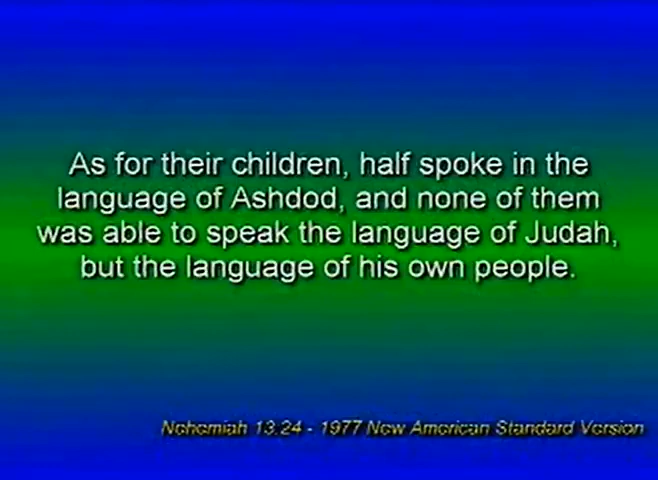 As for their children, half spoke in the
language of Ashdod, and none of them
was able to speak the language of Judah,
but the language of his own people.
Nehemiah 13.24 - 1977 New American Standard Version